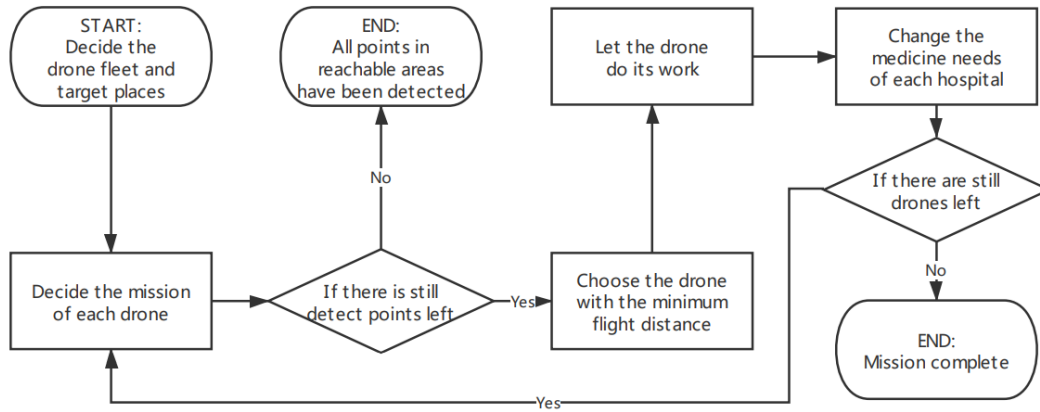 START:
Decide the
drone fleet and
target places
END:
All points in
reachable areas
have been detected
Let the drone
do its work
Change the
medicine needs
of each hospital
No
If there are still
drones left
Decide the mission
of each drone
If there is still
detect points left
Yes
Choose the drone
with the minimum
flight distance
No
END:
Mission complete
Yes